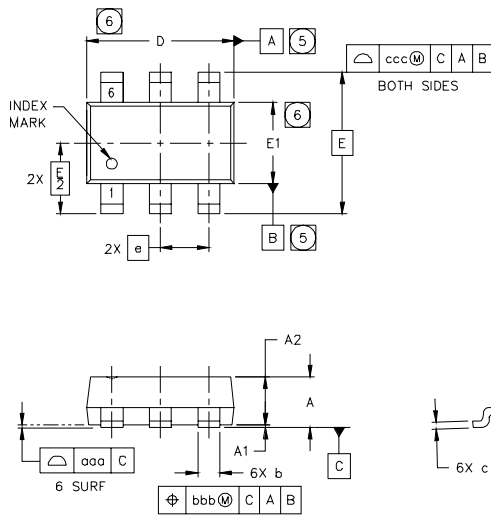 6
D
A 5
⌓ ccc Ⓜ C A B
BOTH SIDES
6
INDEX
MARK
6
E1
E
2X E
2
1
B 5
2X e
A2
A
A1
C
⌓ aaa C
6 SURF
6X b
⌖ bbb Ⓜ C A B
6X c